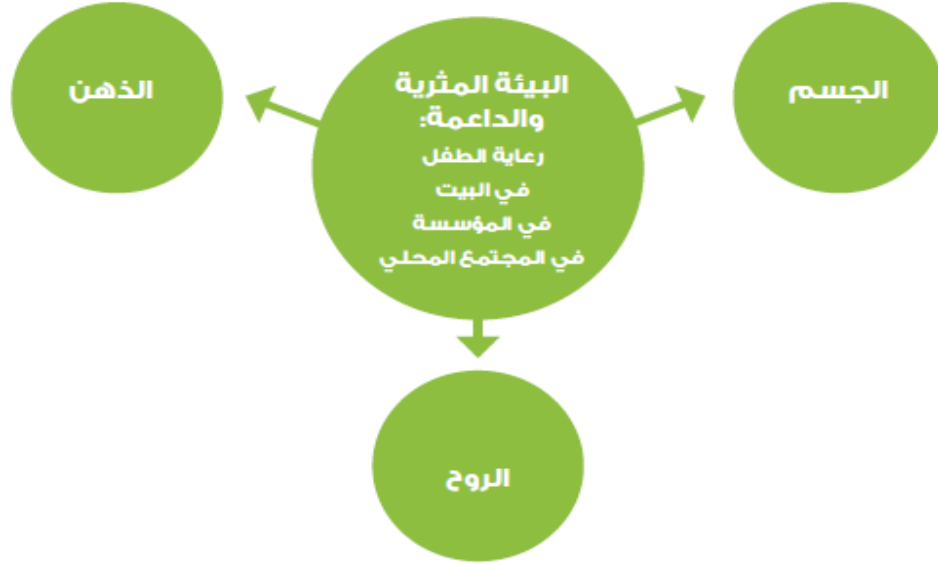 الجسم
البيئة المثرية
والداعمة:
رعاية الطفل
في البيت
في المؤسسة
في المجتمع المحلي
الذهن
الروح